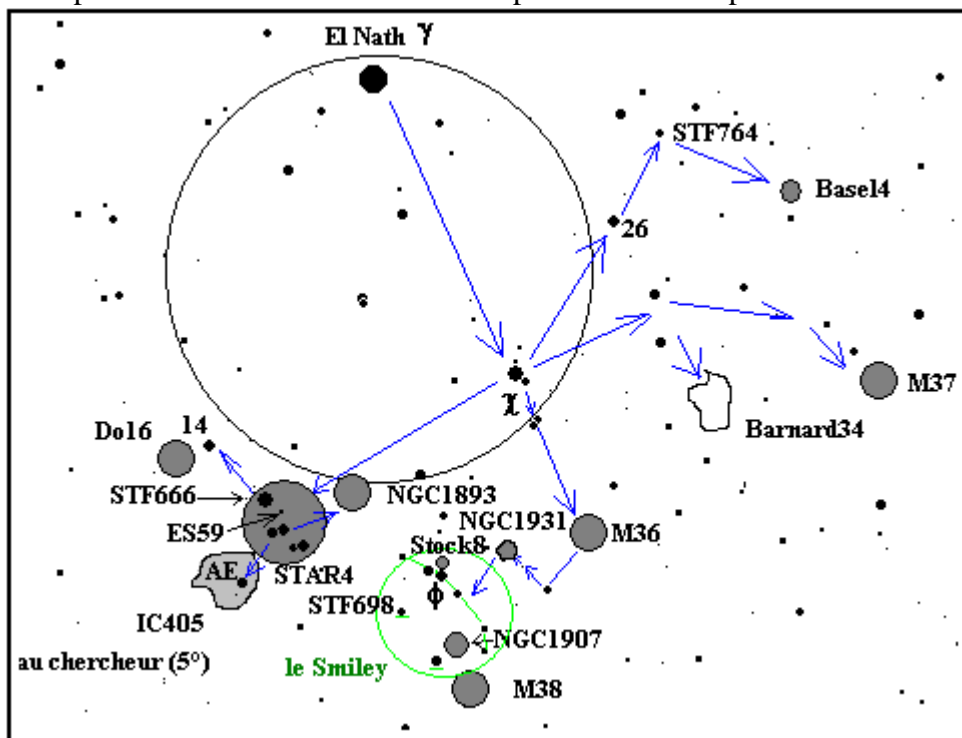 El Nath γ
STF764
Basel4
26
M37
χ
Barnard34
Do16
14
STF666
NGC1893
ES59
NGC1931
M36
Stock8
AE
STAR4
STF698
Φ
IC405
NGC1907
au chercheur (5°)
le Smiley
M38